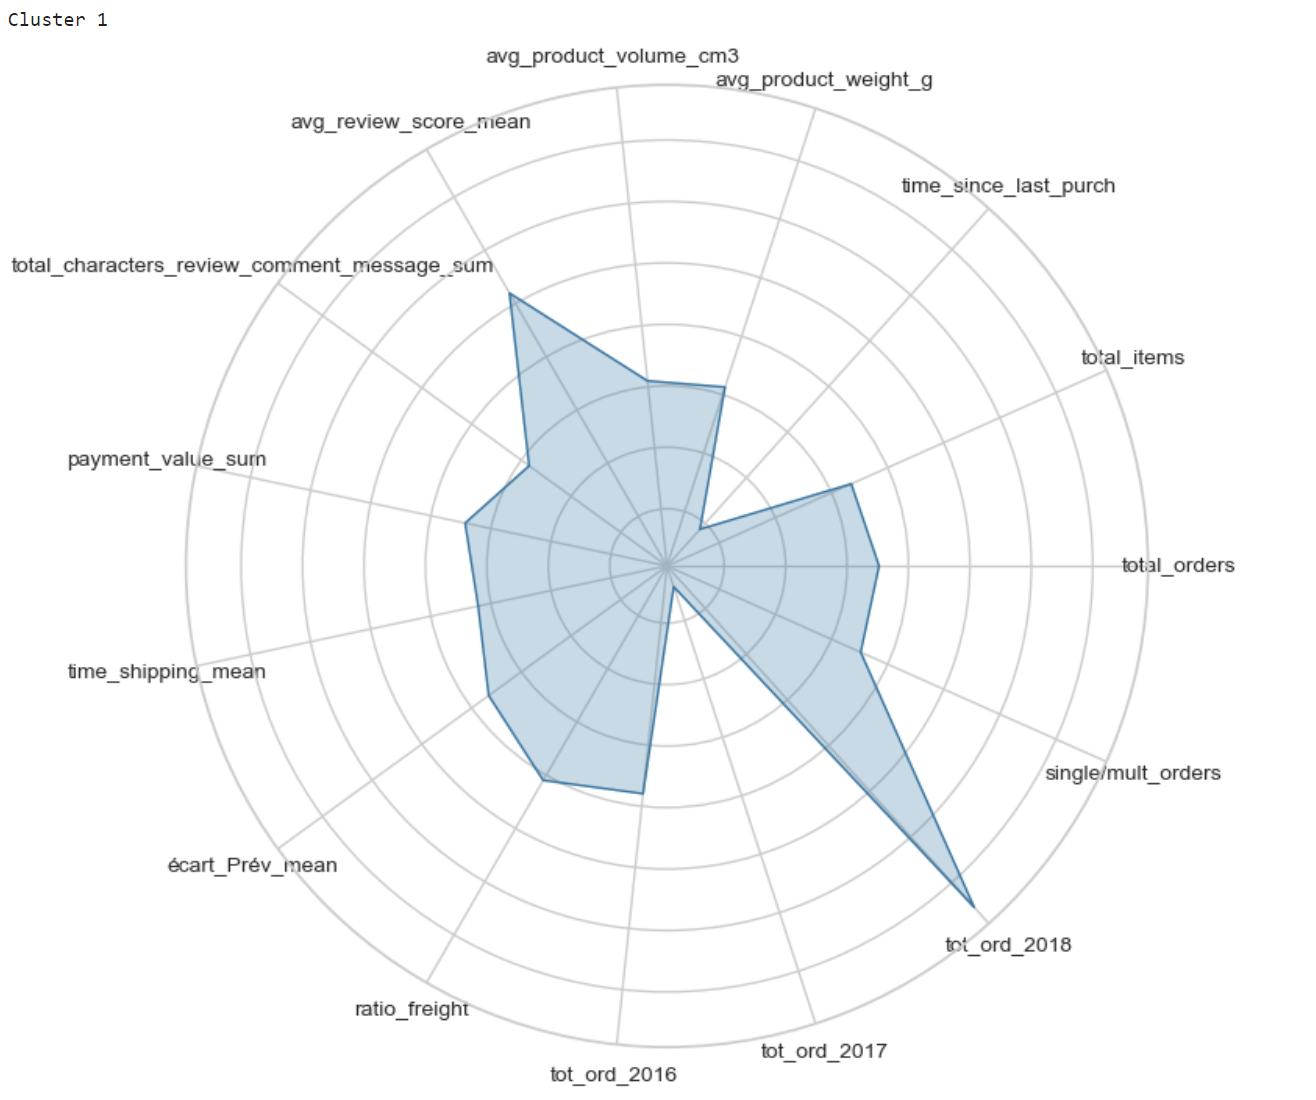 Cluster 1
avg_product_volume_cm3
avg_product_weight_g
avg_review_score_mean
time_since_last_purch
total_characters_review_comment_message_sum
total_items
payment_value_sum
total_orders
time_shipping_mean
single/mult_orders
écart_Prév_mean
tot_ord_2018
ratio_freight
tot_ord_2017
tot_ord_2016